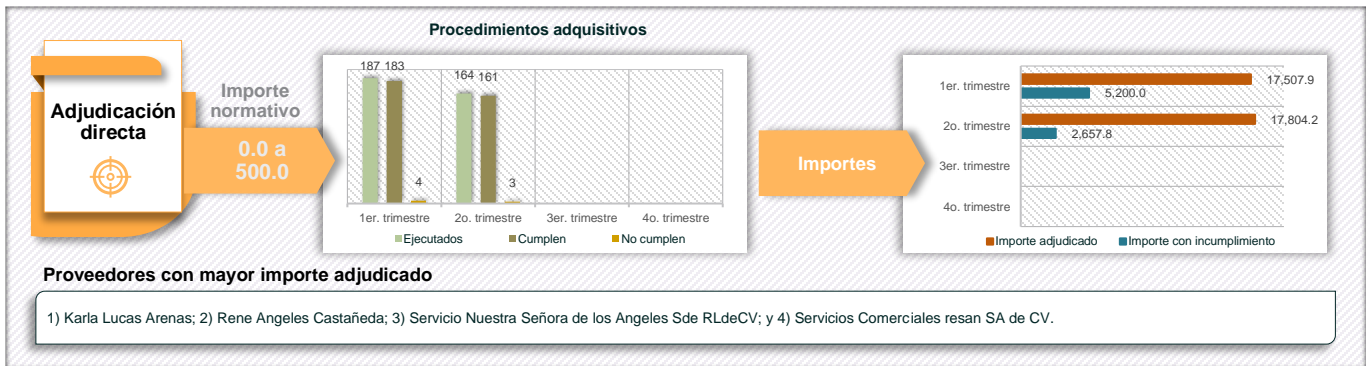 Procedimientos adquisitivos
Adjudicación
directa
Importe
normativo
0.0 a
500.0
187 183
4
164 161
3
1er. trimestre 2o. trimestre 3er. trimestre 4o. trimestre
Ejecutados Cumplen No cumplen
Importes
1er. trimestre
17,507.9
5,200.0
2o. trimestre
17,804.2
2,657.8
3er. trimestre
4o. trimestre
Importe adjudicado Importe con incumplimiento
Proveedores con mayor importe adjudicado
1) Karla Lucas Arenas; 2) Rene Angeles Castañeda; 3) Servicio Nuestra Señora de los Angeles Sde RLdeCV; y 4) Servicios Comerciales resan SA de CV.